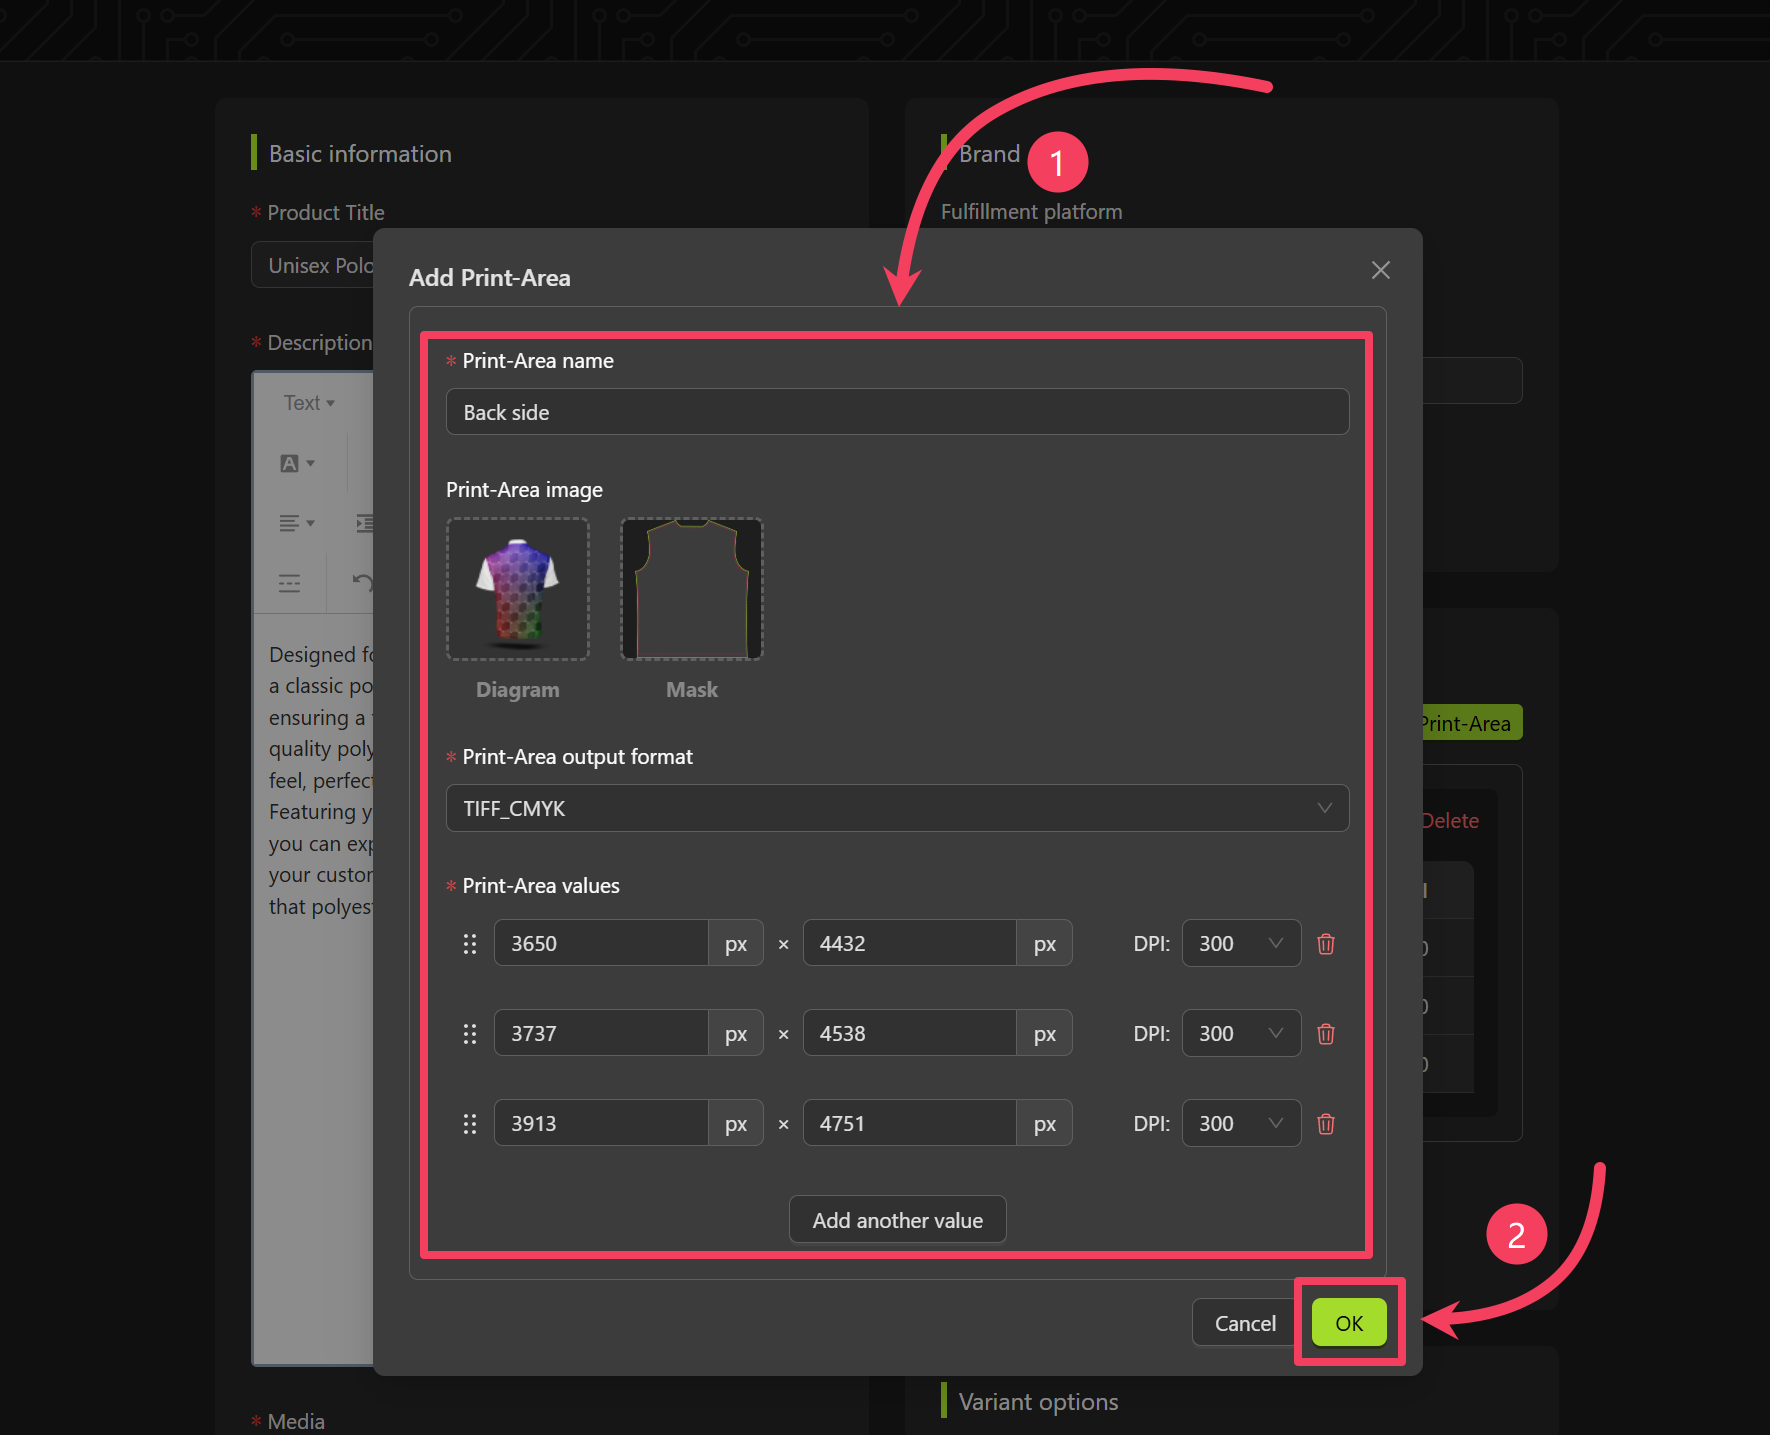 Basic information
Brand
1
* Product Title
Fulfillment platform
Unisex Polo
Add Print-Area
* Description
* Print-Area name
Back side
Text
A
Print-Area image
Diagram
Mask
Designed fo
a classic po
ensuring a
quality poly
feel, perfect
Featuring y
you can exp
your custor
that polyes
Print-Area
* Print-Area output format
TIFF_CMYK
Delete
* Print-Area values
3650 px × 4432 px DPI: 300
3737 px × 4538 px DPI: 300
3913 px × 4751 px DPI: 300
Add another value
2
Cancel
OK
Variant options
* Media